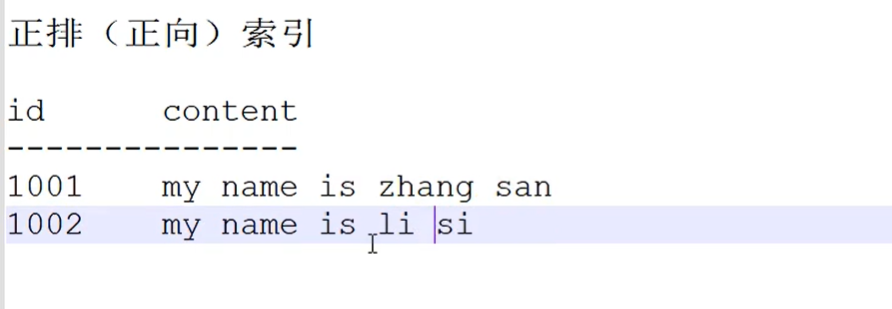 正排（正向）索引
id      content
---------------
1001    my name is zhang san
1002    my name is li si